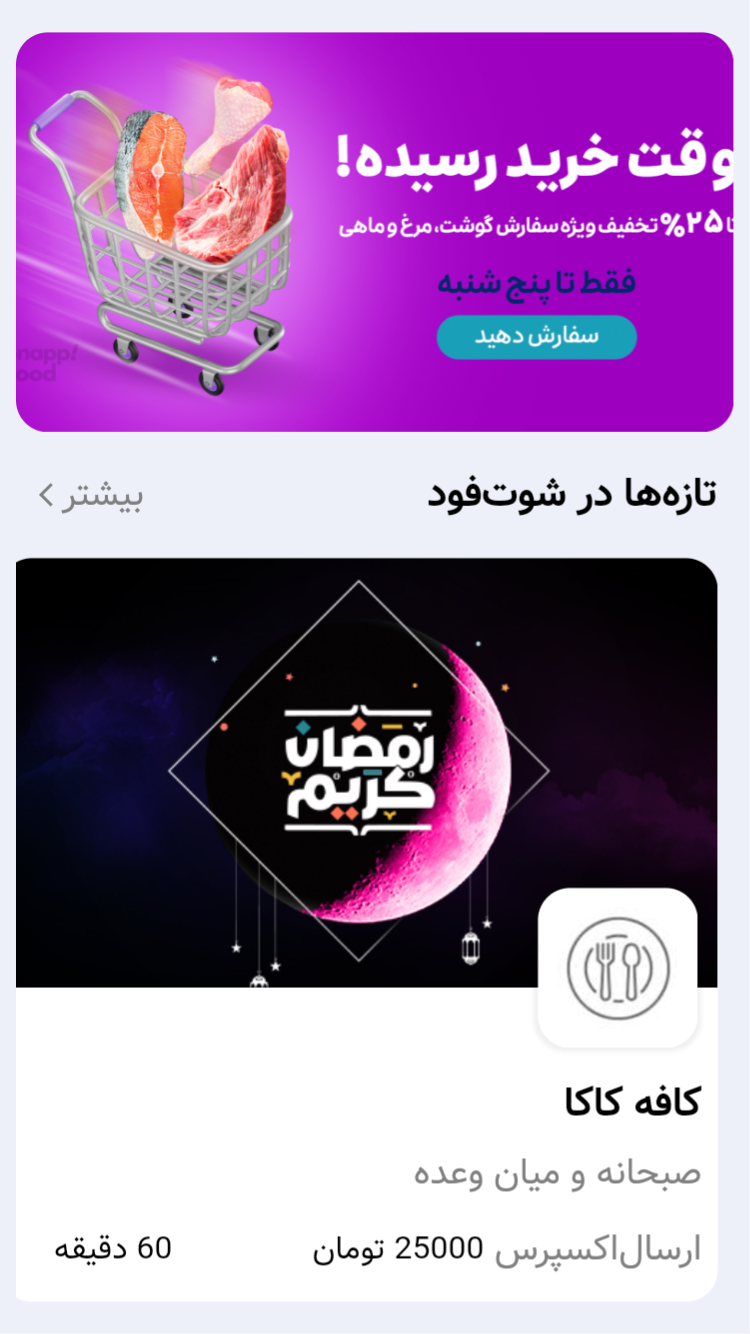 وقت خرید رسیده!
تا ۲۵% تخفیف ویژه سفارش گوشت، مرغ و ماهی
فقط تا پنج شنبه
سفارش دهید
napp!
ood
تازه‌ها در شوت‌فود
بیشتر
رمضان
کریم
کافه کاکا
صبحانه و میان وعده
ارسال‌اکسپرس 25000 تومان
60 دقیقه